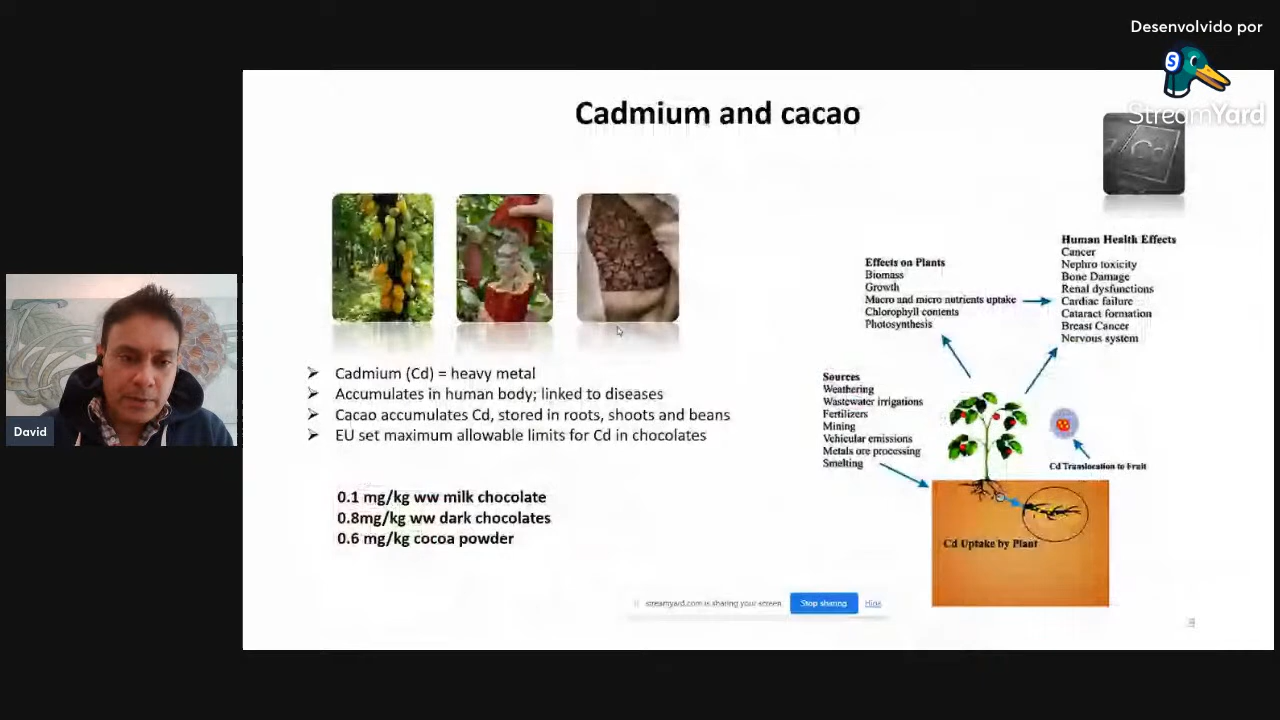 Desenvolvido por
S
StreamYard
Cadmium and cacao
Cd
David
Cadmium (Cd) = heavy metal
Accumulates in human body; linked to diseases
Cacao accumulates Cd, stored in roots, shoots and beans
EU set maximum allowable limits for Cd in chocolates
0.1 mg/kg ww milk chocolate
0.8mg/kg ww dark chocolates
0.6 mg/kg cocoa powder
Effects on Plants
Biomass
Growth
Macro and micro nutrients uptake
Chlorophyll contents
Photosynthesis
Human Health Effects
Cancer
Nephro toxicity
Bone Damage
Renal dysfunctions
Cardiac failure
Cataract formation
Breast Cancer
Nervous system
Sources
Weathering
Wastewater irrigations
Fertilizers
Mining
Vehicular emissions
Metals ore processing
Smelting
Cd Translocation to Fruit
Cd Uptake by Plant
streamyard.com is sharing your screen
Stop sharing
Hide